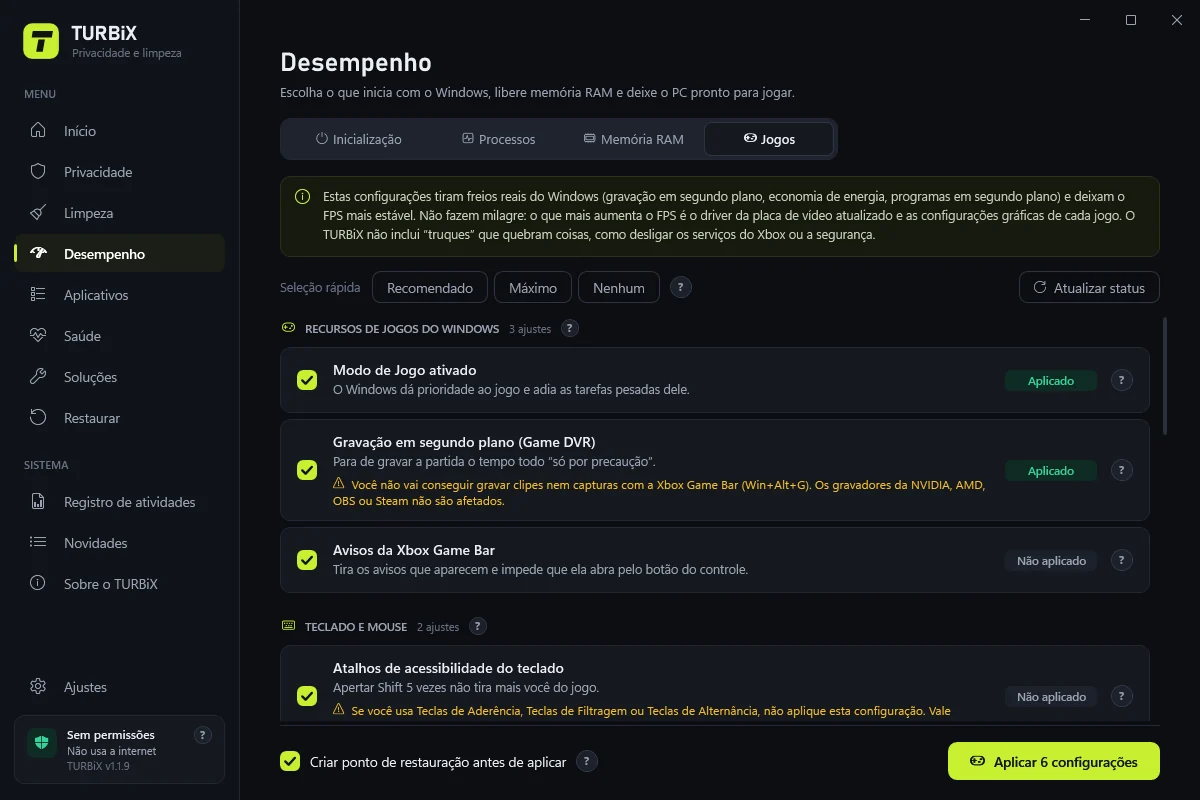 TURBiX
Privacidade e limpeza
MENU
Início
Privacidade
Limpeza
Desempenho
Aplicativos
Saúde
Soluções
Restaurar
SISTEMA
Registro de atividades
Novidades
Sobre o TURBiX
Ajustes
Sem permissões
?
Não usa a internet
TURBiX v1.1.9
Desempenho
Escolha o que inicia com o Windows, libere memória RAM e deixe o PC pronto para jogar.
Inicialização Processos Memória RAM Jogos
Estas configurações tiram freios reais do Windows (gravação em segundo plano, economia de energia, programas em segundo plano) e deixam o
FPS mais estável. Não fazem milagre: o que mais aumenta o FPS é o driver da placa de vídeo atualizado e as configurações gráficas de cada jogo. O
TURBiX não inclui “truques” que quebram coisas, como desligar os serviços do Xbox ou a segurança.
Seleção rápida Recomendado Máximo Nenhum ? Atualizar status
RECURSOS DE JOGOS DO WINDOWS 3 ajustes ?
Modo de Jogo ativado
O Windows dá prioridade ao jogo e adia as tarefas pesadas dele.
Aplicado ?
Gravação em segundo plano (Game DVR)
Para de gravar a partida o tempo todo “só por precaução”.
Você não vai conseguir gravar clipes nem capturas com a Xbox Game Bar (Win+Alt+G). Os gravadores da NVIDIA, AMD,
OBS ou Steam não são afetados.
Aplicado ?
Avisos da Xbox Game Bar
Tira os avisos que aparecem e impede que ela abra pelo botão do controle.
Não aplicado ?
TECLADO E MOUSE 2 ajustes ?
Atalhos de acessibilidade do teclado
Apertar Shift 5 vezes não tira mais você do jogo.
Se você usa Teclas de Aderência, Teclas de Filtragem ou Teclas de Alternância, não aplique esta configuração. Vale
Não aplicado ?
Criar ponto de restauração antes de aplicar ?
Aplicar 6 configurações